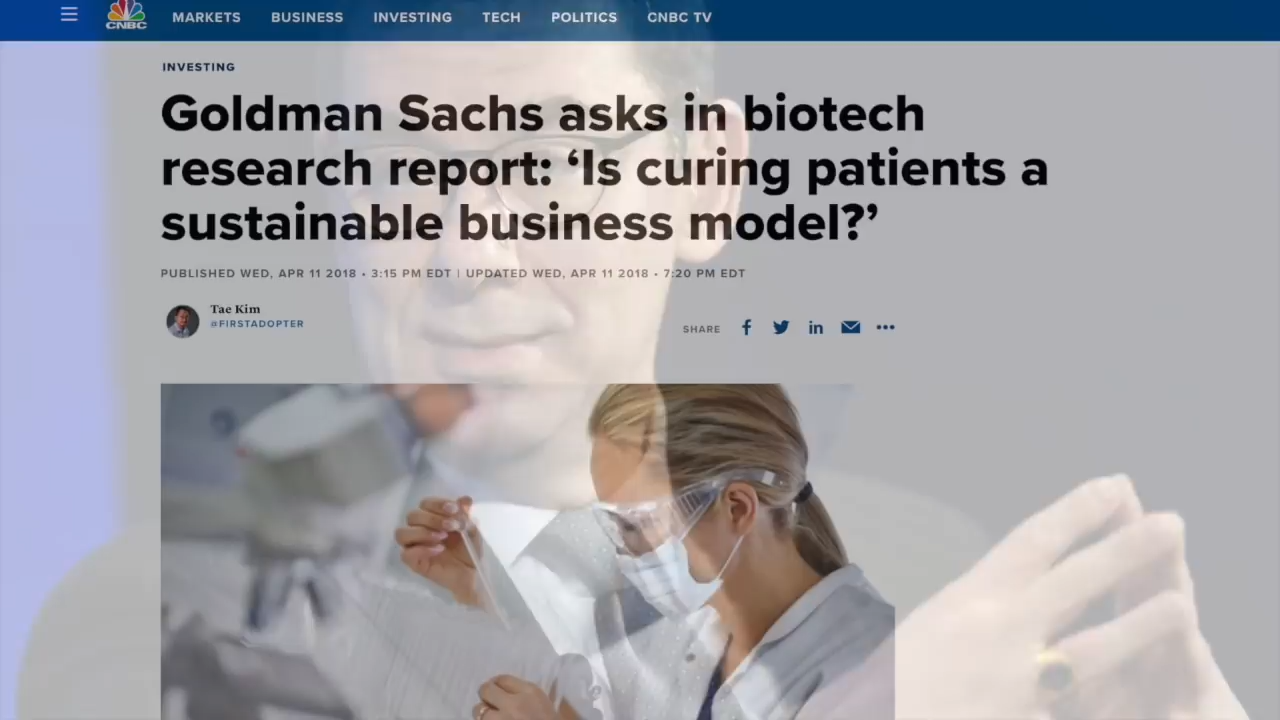 MARKETS BUSINESS INVESTING TECH POLITICS CNBC TV
CNBC
INVESTING
Goldman Sachs asks in biotech
research report: ‘Is curing patients a
sustainable business model?’
PUBLISHED WED, APR 11 2018 • 3:15 PM EDT | UPDATED WED, APR 11 2018 • 7:20 PM EDT
Tae Kim
@FIRSTADOPTER
SHARE